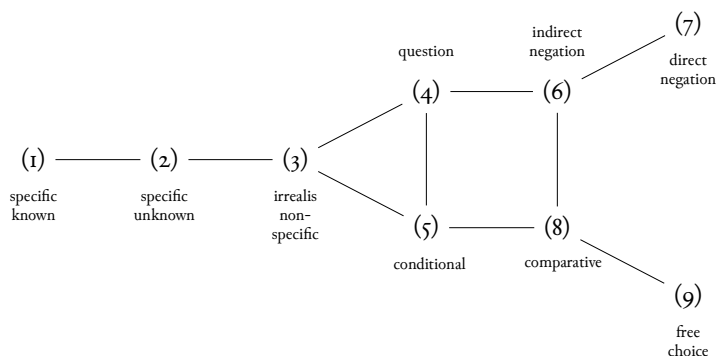 (7)
indirect
negation
question
direct
negation
(4)
(6)
(1)
(2)
(3)
specific
known
specific
unknown
irrealis
non-
specific
(5)
(8)
conditional
comparative
(9)
free
choice